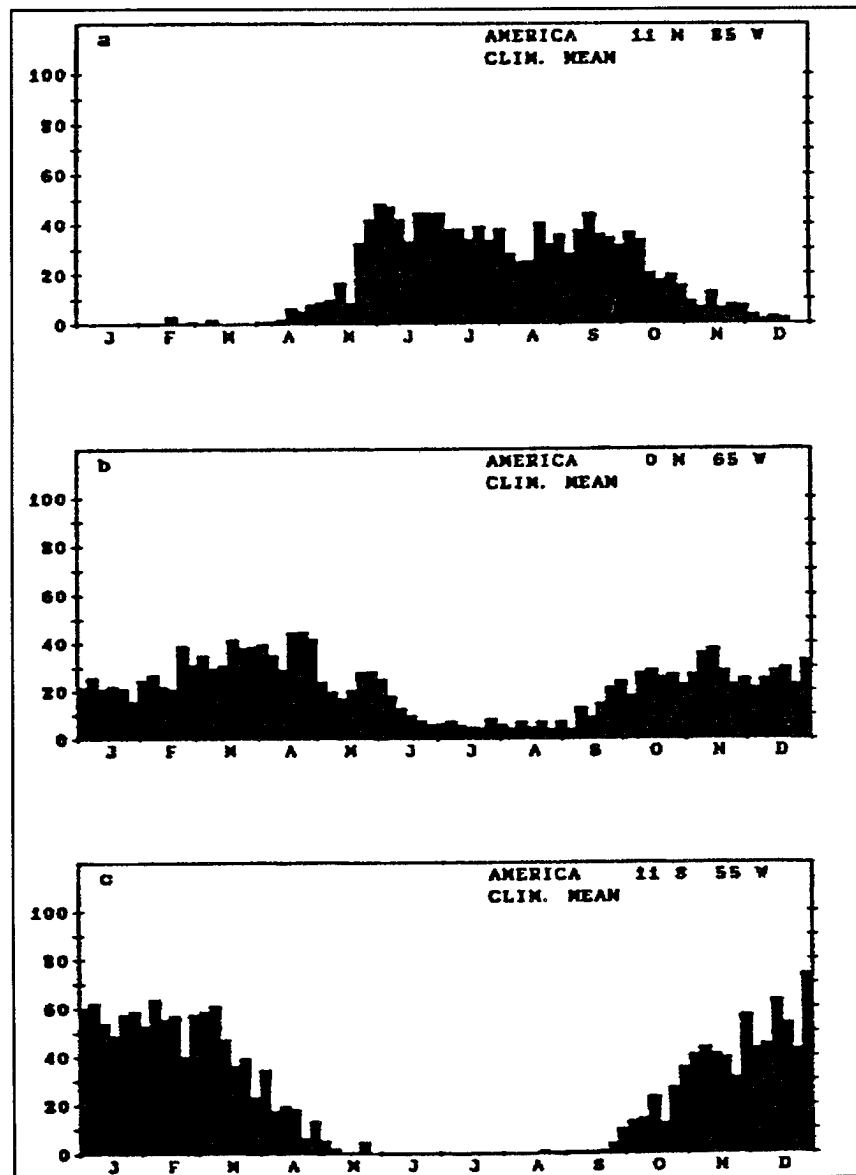 a AMERICA 11 N 85 W
CLIM. MEAN
100
80
60
40
20
0
J F M A M J J A S O N D
b AMERICA 0 N 65 W
CLIM. MEAN
100
80
60
40
20
0
J F M A M J J A S O N D
c AMERICA 11 S 55 W
CLIM. MEAN
100
80
60
40
20
0
J F M A M J J A S O N D